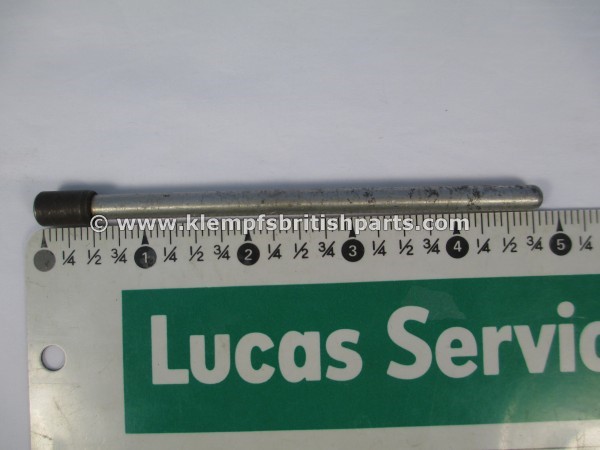 © www.klempfsbritishparts.com
¼ ½ ¾ 1 ¼ ½ ¾ 2 ¼ ½ ¾ 3 ¼ ½ ¾ 4 ¼ ½ ¾ 5 ¼
Lucas Servic